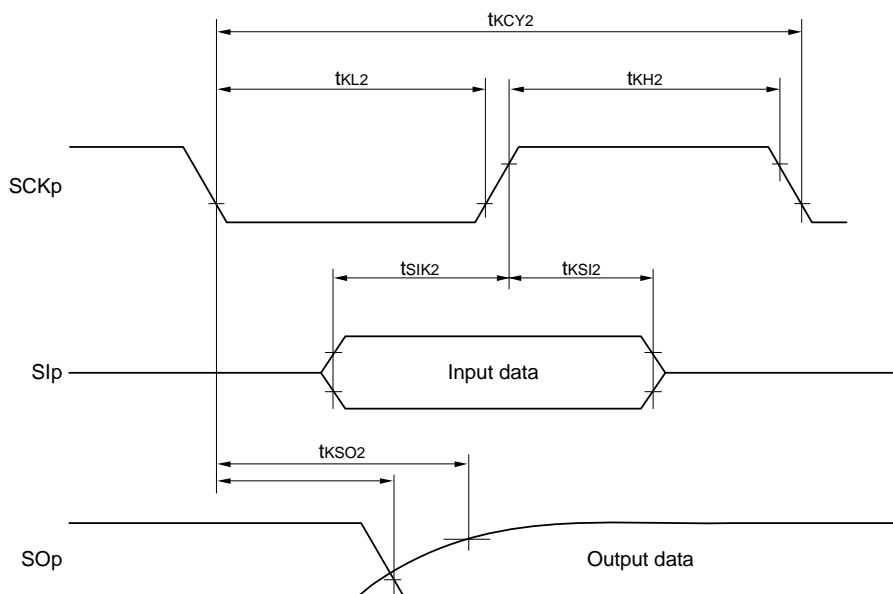 tKCY2
tKL2
tKH2
SCKp
tSIK2
tKSI2
SIp
Input data
tKSO2
SOp
Output data